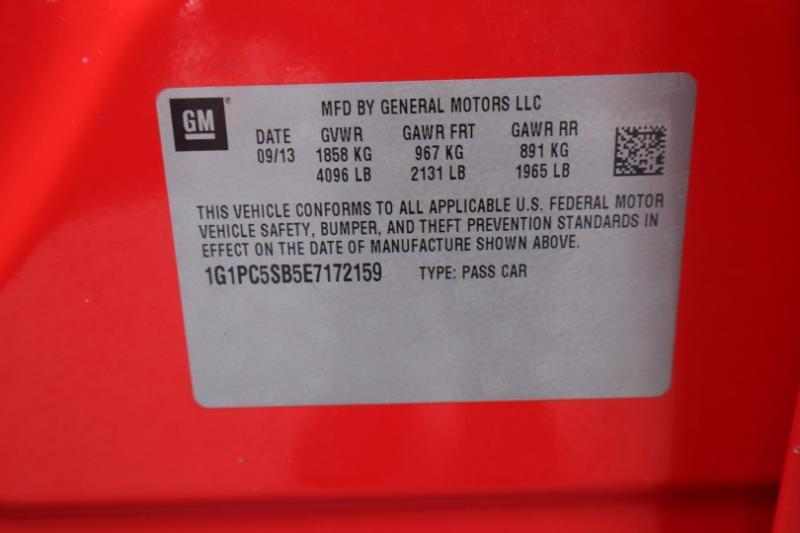 GM
MFD BY GENERAL MOTORS LLC
DATE GVWR GAWR FRT GAWR RR
09/13 1858 KG 967 KG 891 KG
4096 LB 2131 LB 1965 LB
THIS VEHICLE CONFORMS TO ALL APPLICABLE U.S. FEDERAL MOTOR
VEHICLE SAFETY, BUMPER, AND THEFT PREVENTION STANDARDS IN
EFFECT ON THE DATE OF MANUFACTURE SHOWN ABOVE.
1G1PC5SB5E7172159 TYPE: PASS CAR